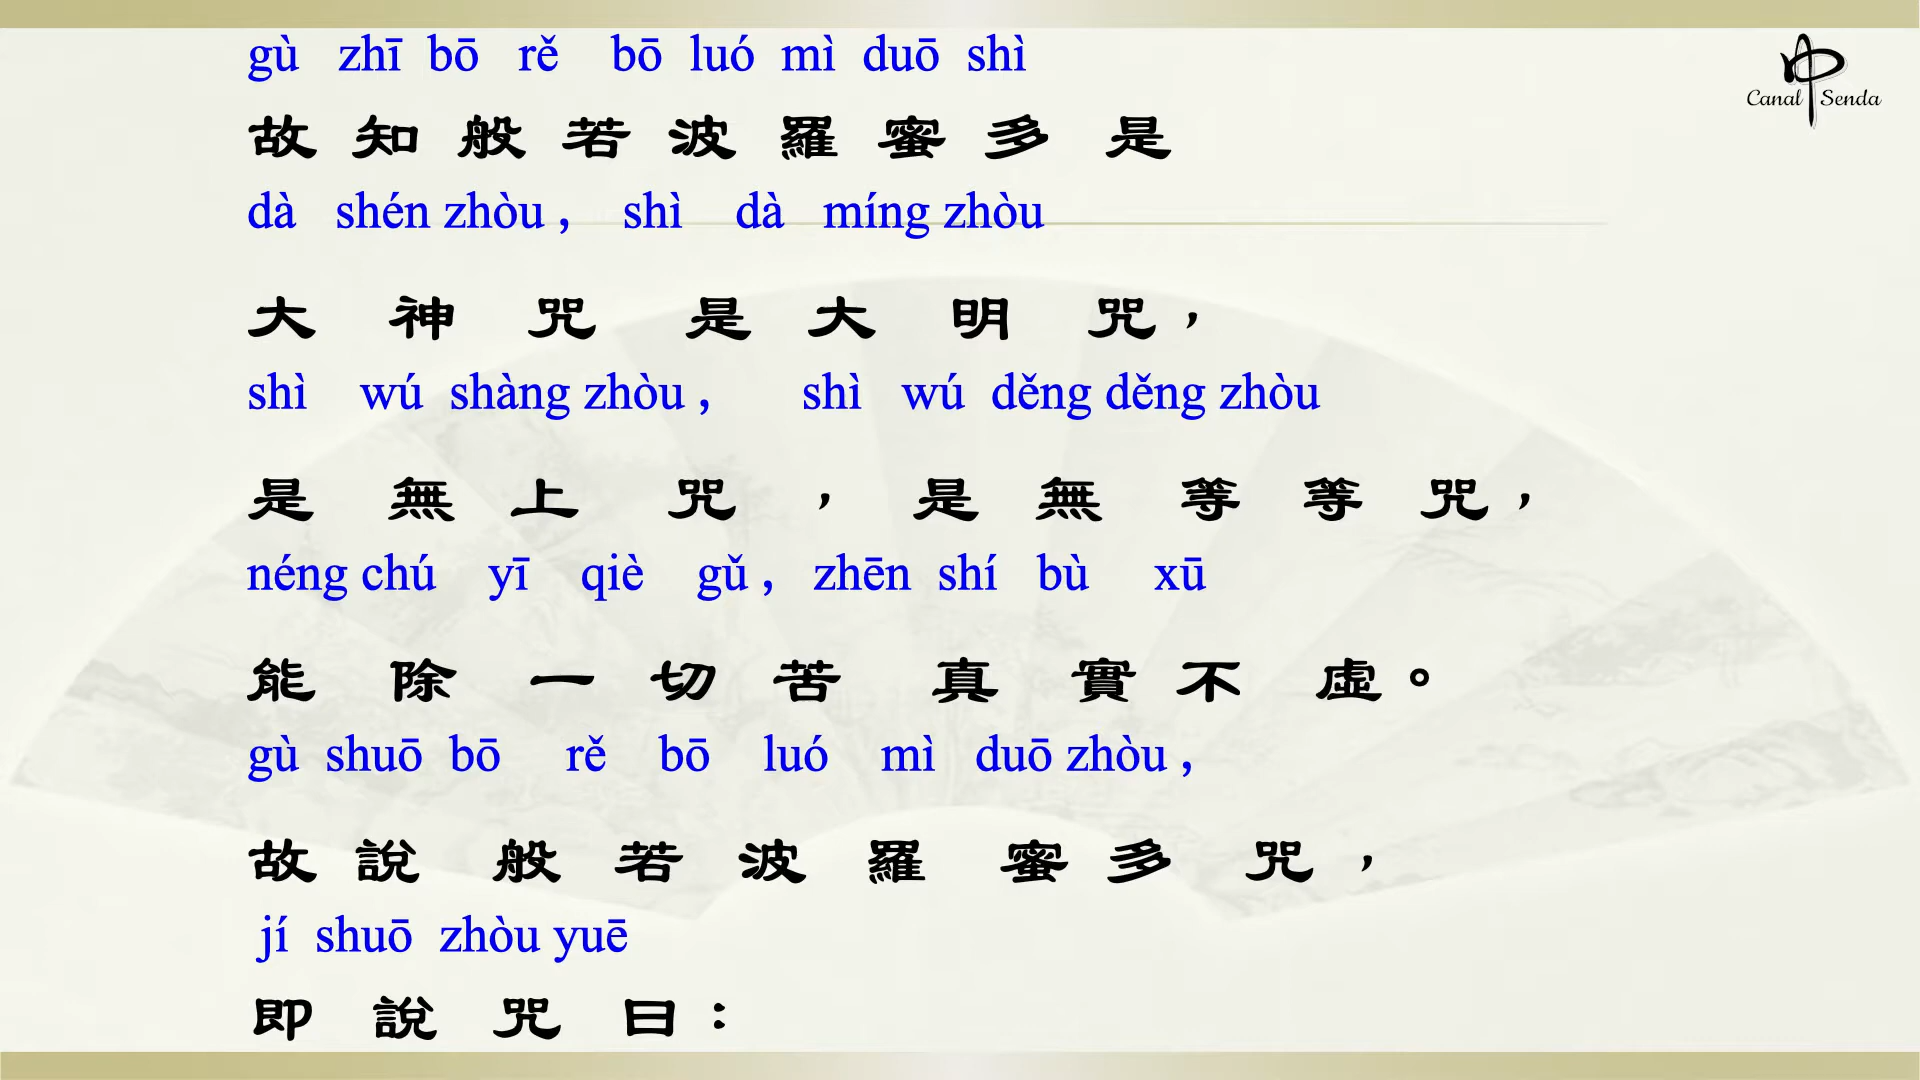 gù zhī bō rě bō luó mì duō shì
故知般若波羅蜜多是
dà shén zhòu , shì dà míng zhòu
大神咒 是大明咒，
shì wú shàng zhòu , shì wú děng děng zhòu
是無上咒，是無等等咒，
néng chú yī qiè gǔ , zhēn shí bù xū
能除一切苦 真實不虛。
gù shuō bō rě bō luó mì duō zhòu ,
故說般若波羅蜜多咒，
jí shuō zhòu yuē
即說咒曰：
Canal Senda